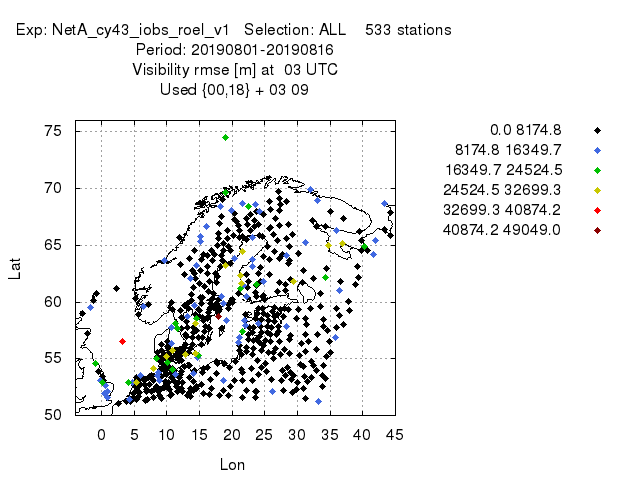 Exp: NetA_cy43_iobs_roel_v1 Selection: ALL 533 stations
Period: 20190801-20190816
Visibility rmse [m] at 03 UTC
Used {00,18} + 03 09
0.0 8174.8
8174.8 16349.7
16349.7 24524.5
24524.5 32699.3
32699.3 40874.2
40874.2 49049.0
75
70
65
60
55
50
Lat
0 5 10 15 20 25 30 35 40 45
Lon